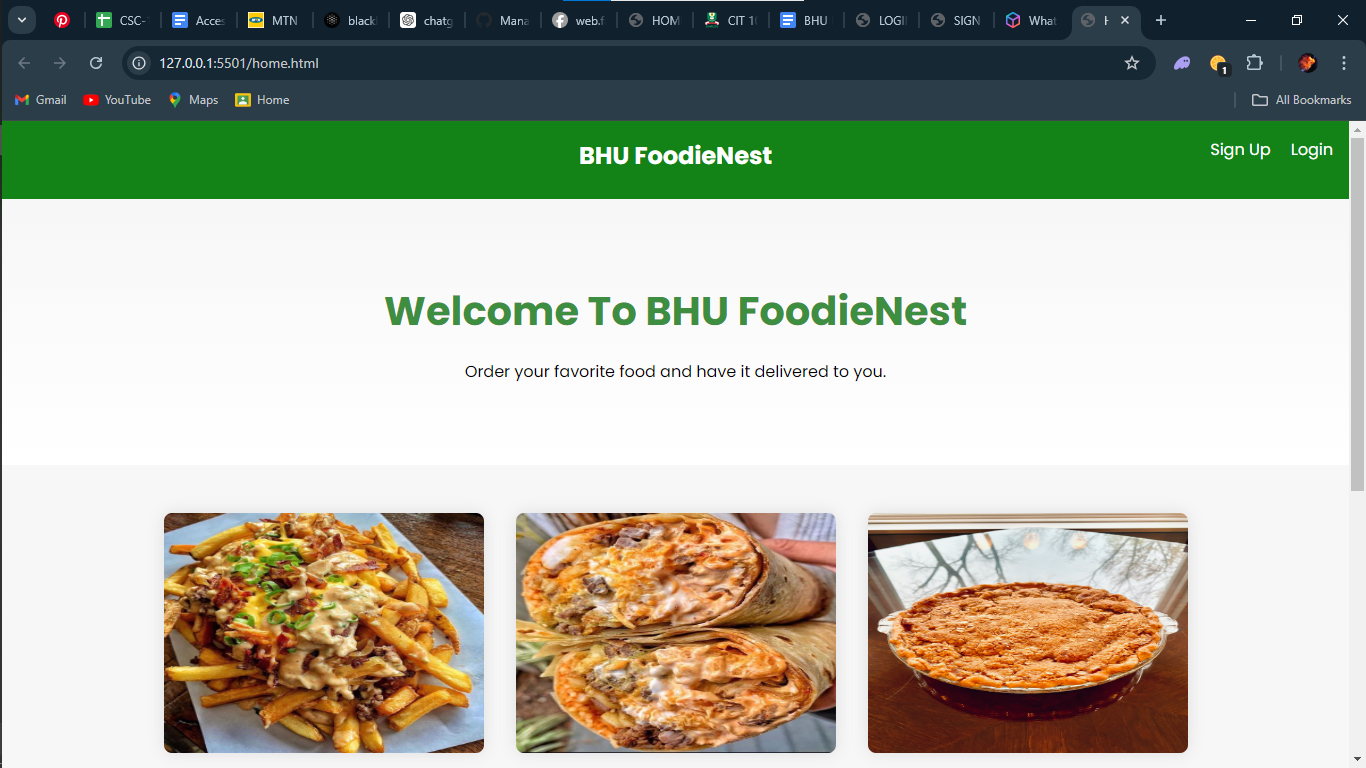 CSC-
Acces
MTN
black
chatg
Mana
web.f
HOM
CIT 1
BHU
LOGI
SIGN
What
H
127.0.0.1:5501/home.html
1
Gmail
YouTube
Maps
Home
All Bookmarks
BHU FoodieNest
Sign Up
Login
Welcome To BHU FoodieNest
Order your favorite food and have it delivered to you.